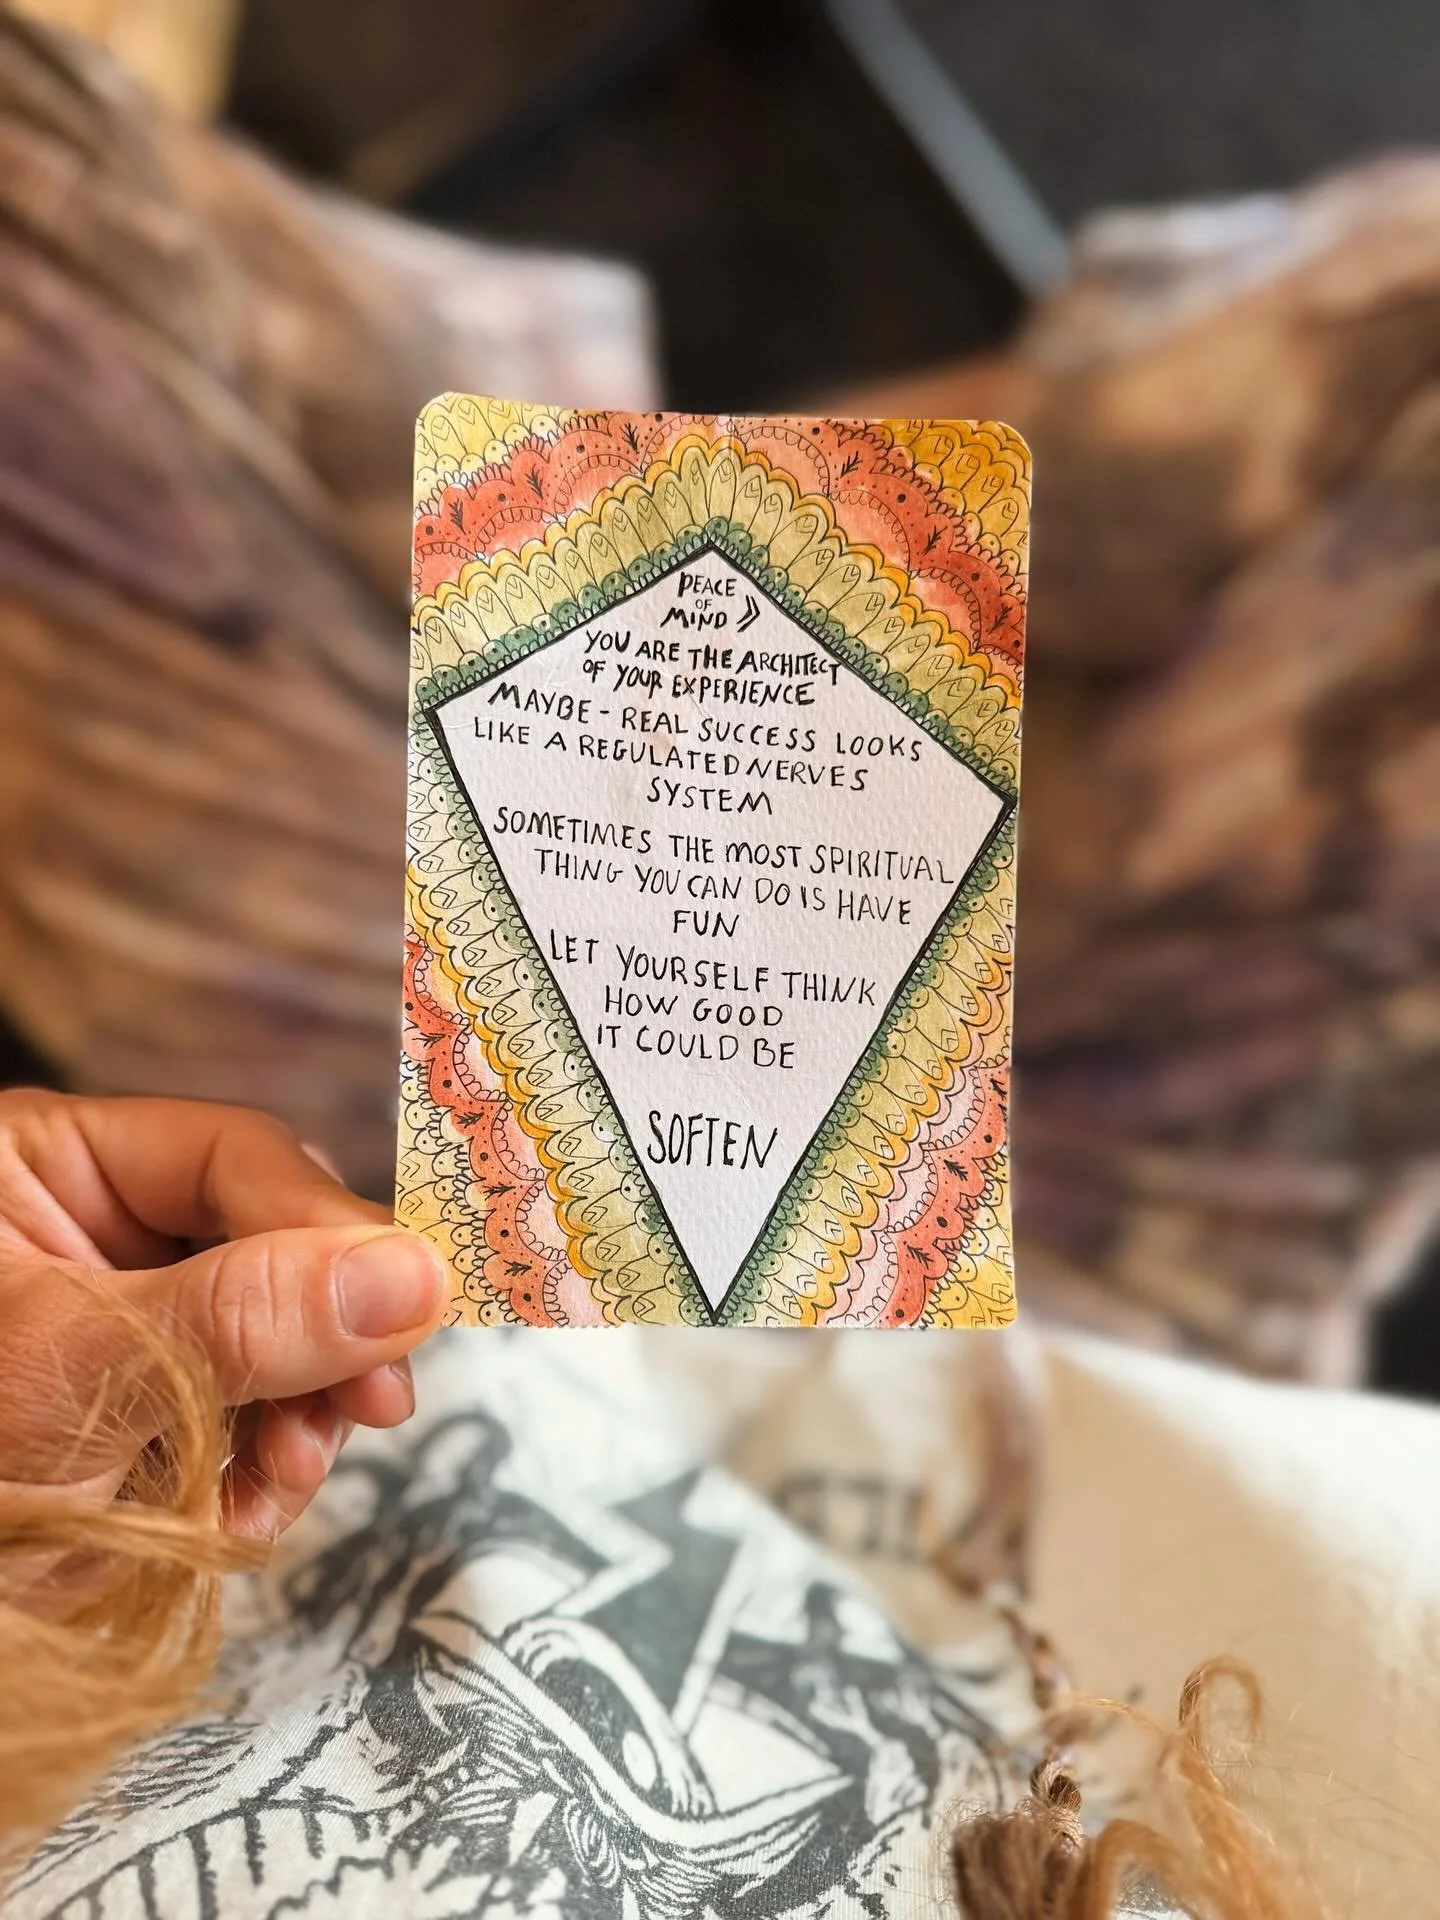 PEACE
OF
MIND »
YOU ARE THE ARCHITECT
OF YOUR EXPERIENCE
MAYBE - REAL SUCCESS LOOKS
LIKE A REGULATED NERVES
SYSTEM
SOMETIMES THE MOST SPIRITUAL
THING YOU CAN DO IS HAVE
FUN
LET YOURSELF THINK
HOW GOOD
IT COULD BE
SOFTEN